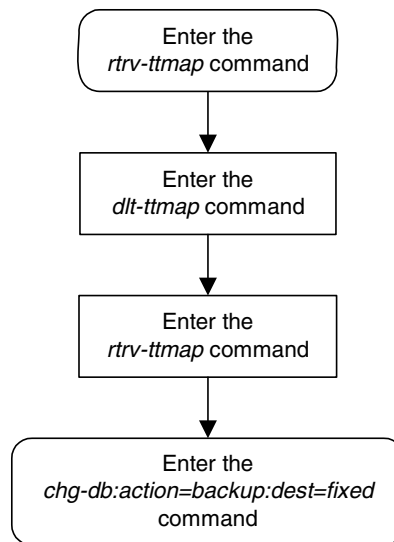 Enter the
rtrv-ttmap command
Enter the
dlt-ttmap command
Enter the
rtrv-ttmap command
Enter the
chg-db:action=backup:dest=fixed
command